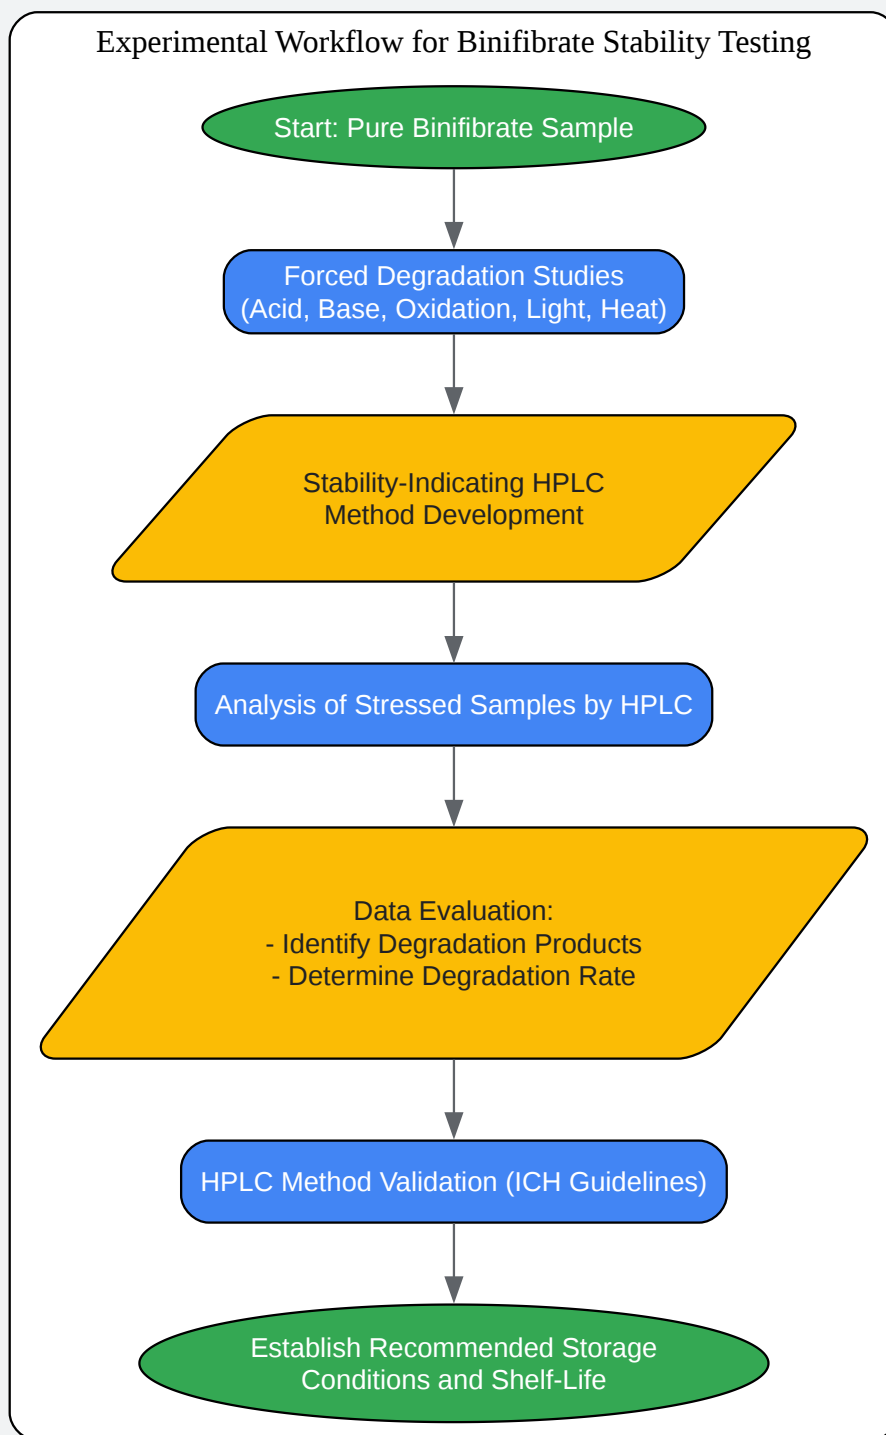 Experimental Workflow for Binifibrate Stability Testing
Start: Pure Binifibrate Sample
Forced Degradation Studies
(Acid, Base, Oxidation, Light, Heat)
Stability-Indicating HPLC
Method Development
Analysis of Stressed Samples by HPLC
Data Evaluation:
- Identify Degradation Products
- Determine Degradation Rate
HPLC Method Validation (ICH Guidelines)
Establish Recommended Storage
Conditions and Shelf-Life